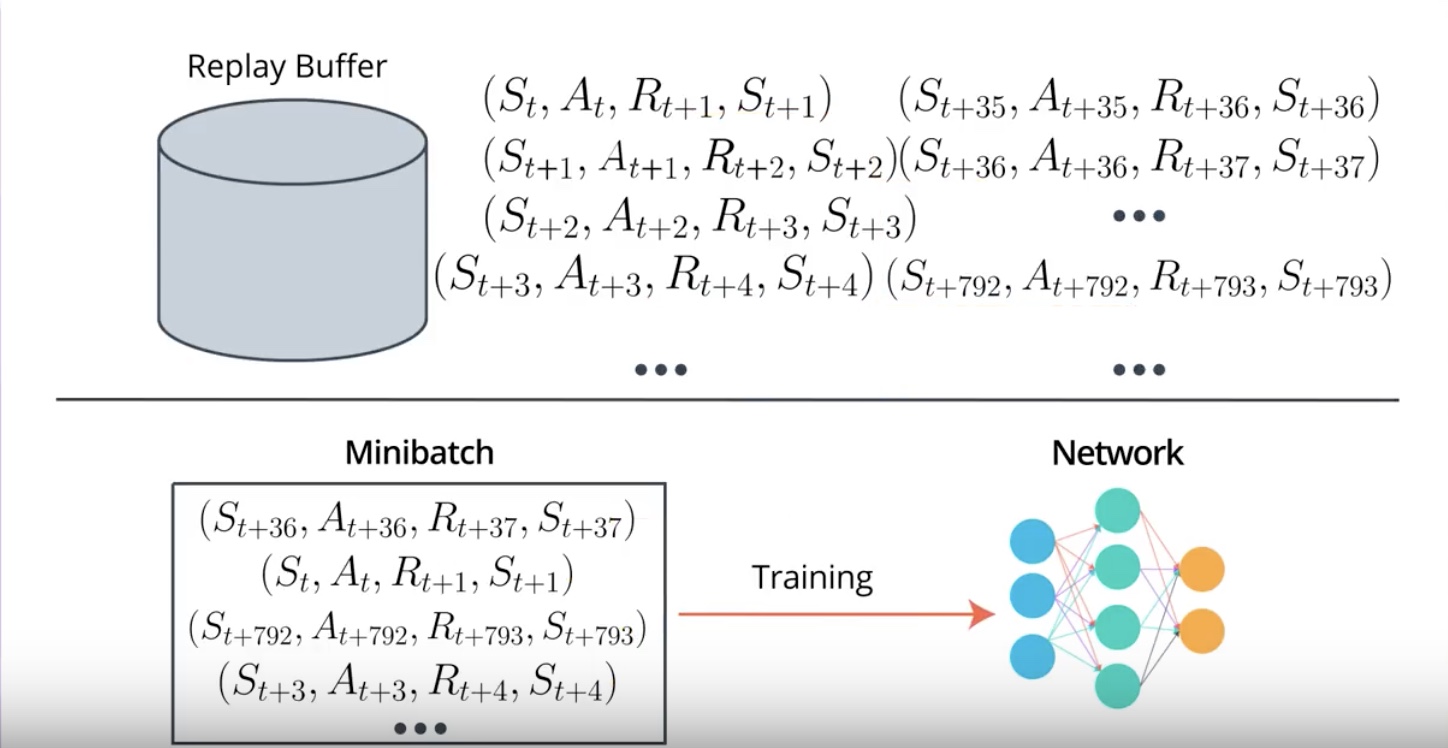 Replay Buffer
(S_t, A_t, R_{t+1}, S_{t+1})
(S_{t+1}, A_{t+1}, R_{t+2}, S_{t+2})
(S_{t+2}, A_{t+2}, R_{t+3}, S_{t+3})
(S_{t+3}, A_{t+3}, R_{t+4}, S_{t+4})
•••
(S_{t+35}, A_{t+35}, R_{t+36}, S_{t+36})
(S_{t+36}, A_{t+36}, R_{t+37}, S_{t+37})
•••
(S_{t+792}, A_{t+792}, R_{t+793}, S_{t+793})
•••
Minibatch
(S_{t+36}, A_{t+36}, R_{t+37}, S_{t+37})
(S_t, A_t, R_{t+1}, S_{t+1})
(S_{t+792}, A_{t+792}, R_{t+793}, S_{t+793})
(S_{t+3}, A_{t+3}, R_{t+4}, S_{t+4})
•••
Training
Network